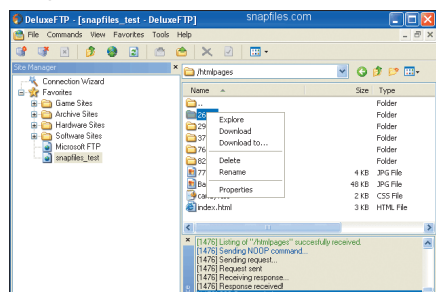 DeluxeFTP - [snapfiles_test - DeluxeFTP]
snapfiles.com
File Commands View Favorites Tools Help
Site Manager
/htmlpages
Connection Wizard
Favorites
Game Sites
Archive Sites
Hardware Sites
Software Sites
Microsoft FTP
snapfiles_test
Name Size Type
.. Folder
26 Folder
29 Folder
37 Folder
76 Folder
82 Folder
77 4 KB JPG File
Ba 48 KB JPG File
2 KB CSS File
index.html 3 KB HTML File
Explore
Download
Download to...
Delete
Rename
Properties
[1476] Listing of "/htmlpages" succesfully received.
[1476] Sending NOOP command...
[1476] Sending request...
[1476] Request sent
[1476] Receiving response...
[1476] Response received!